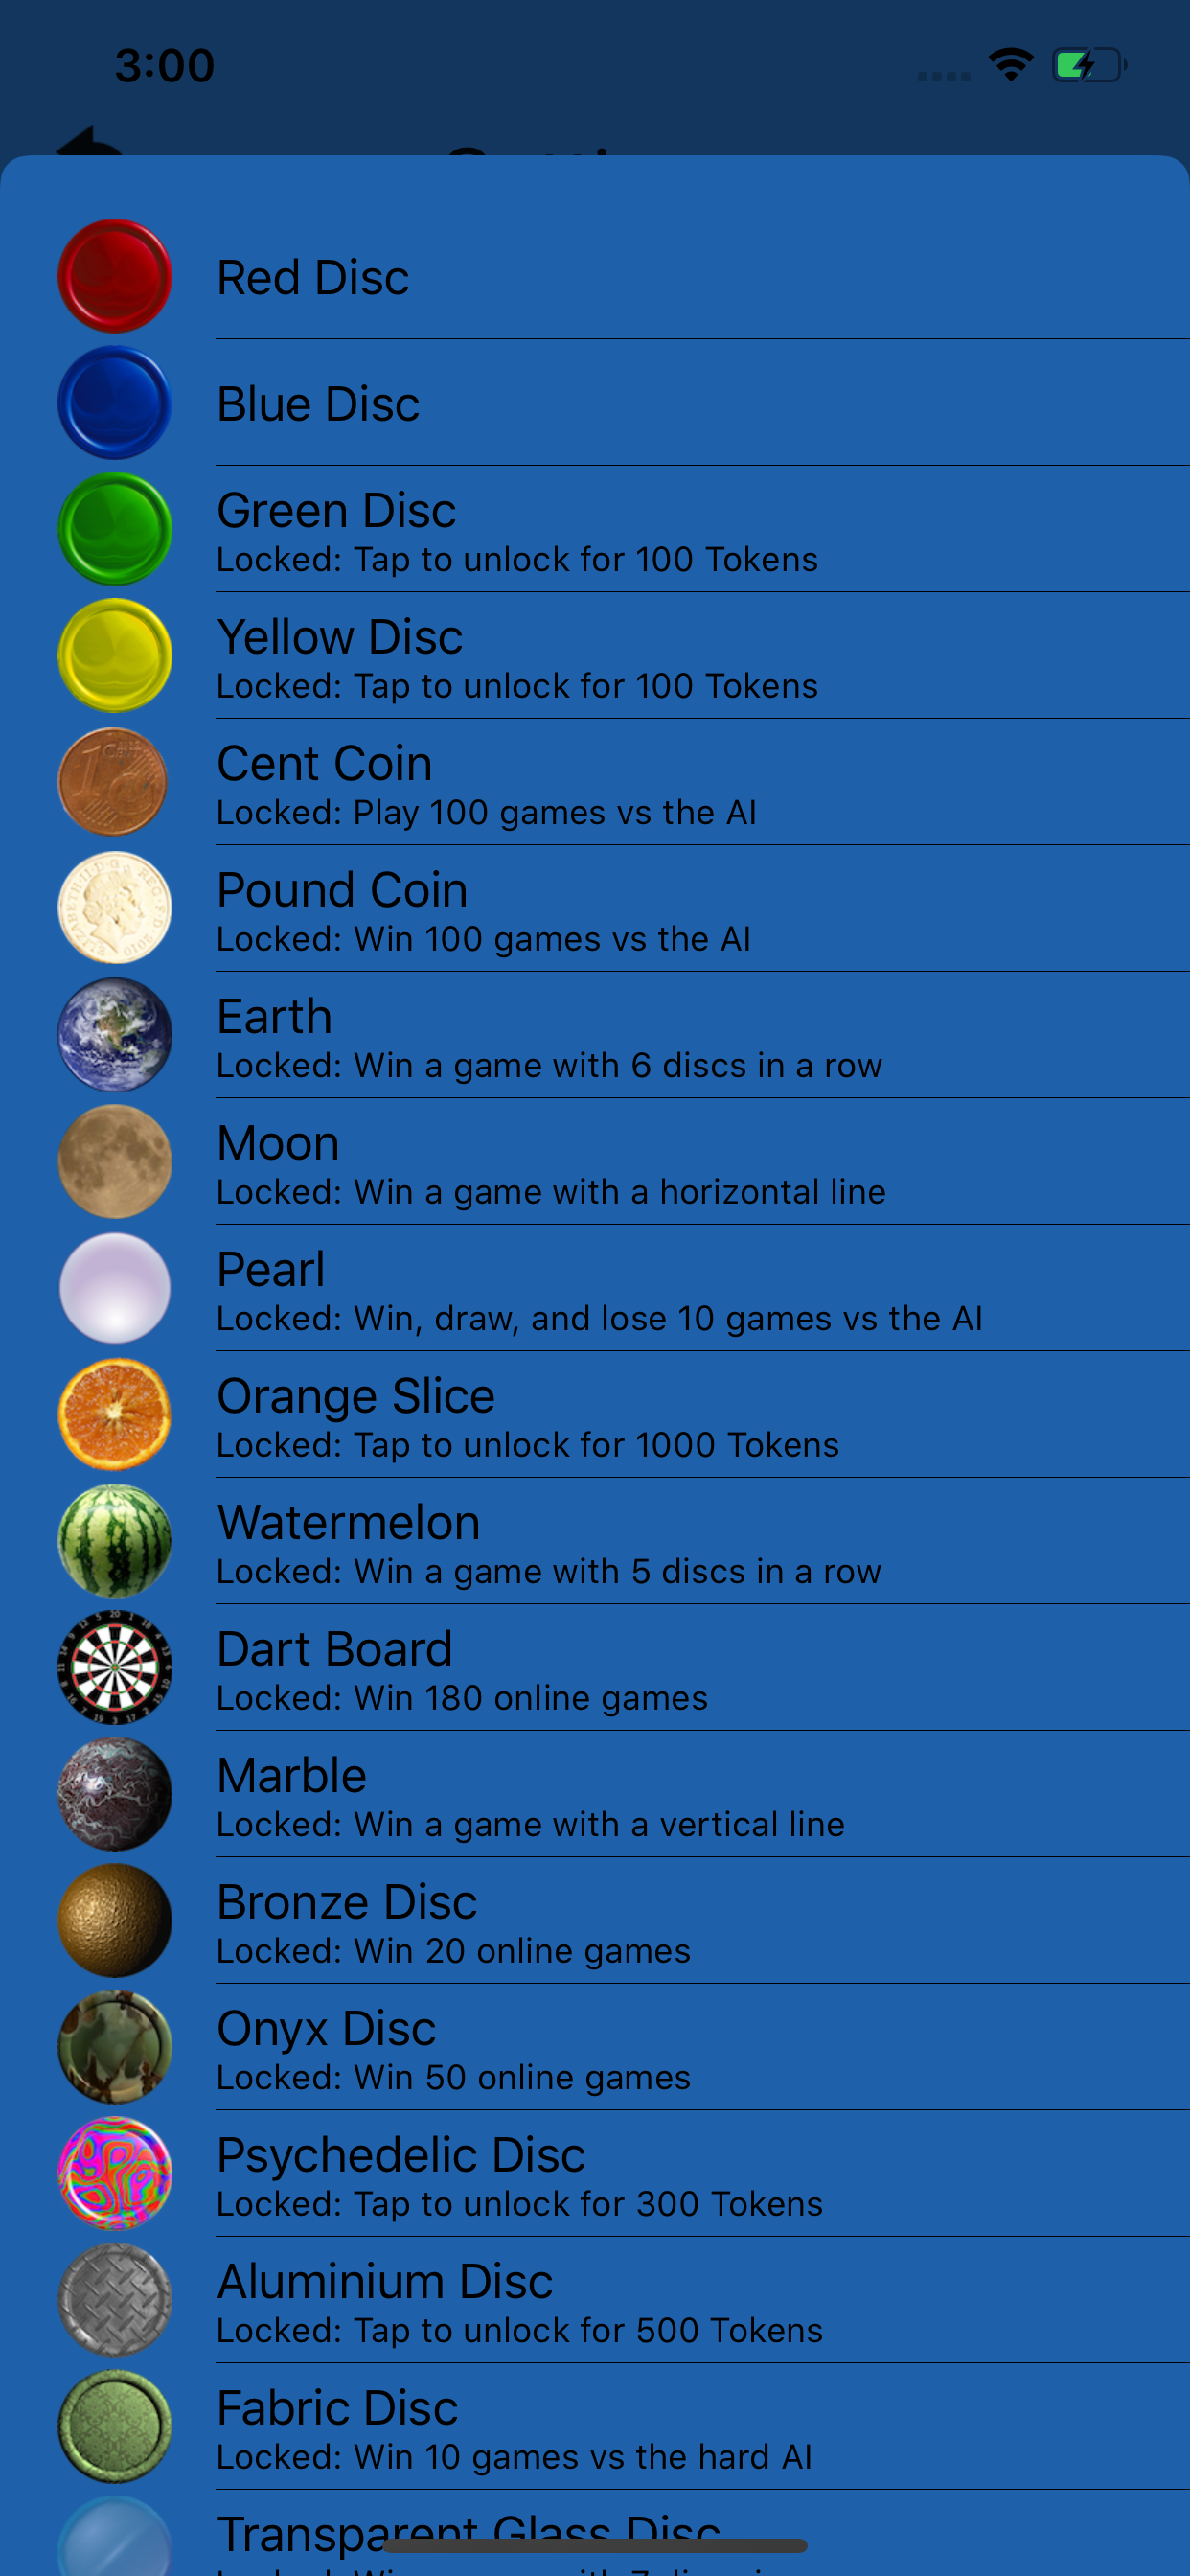 3:00
Red Disc
Blue Disc
Green Disc
Locked: Tap to unlock for 100 Tokens
Yellow Disc
Locked: Tap to unlock for 100 Tokens
Cent Coin
Locked: Play 100 games vs the AI
Pound Coin
Locked: Win 100 games vs the AI
Earth
Locked: Win a game with 6 discs in a row
Moon
Locked: Win a game with a horizontal line
Pearl
Locked: Win, draw, and lose 10 games vs the AI
Orange Slice
Locked: Tap to unlock for 1000 Tokens
Watermelon
Locked: Win a game with 5 discs in a row
Dart Board
Locked: Win 180 online games
Marble
Locked: Win a game with a vertical line
Bronze Disc
Locked: Win 20 online games
Onyx Disc
Locked: Win 50 online games
Psychedelic Disc
Locked: Tap to unlock for 300 Tokens
Aluminium Disc
Locked: Tap to unlock for 500 Tokens
Fabric Disc
Locked: Win 10 games vs the hard AI
Transparent Glass Disc